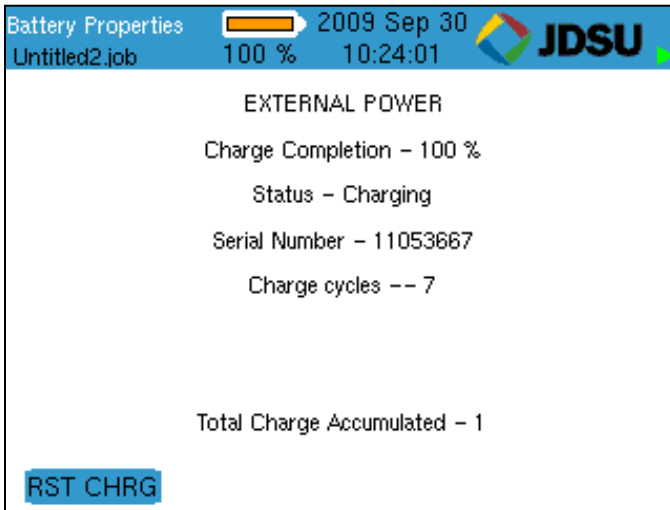 Battery Properties 2009 Sep 30 JDSU
Untitled2.job 100 % 10:24:01
EXTERNAL POWER
Charge Completion - 100 %
Status - Charging
Serial Number - 11053667
Charge cycles -- 7
Total Charge Accumulated - 1
RST CHRG